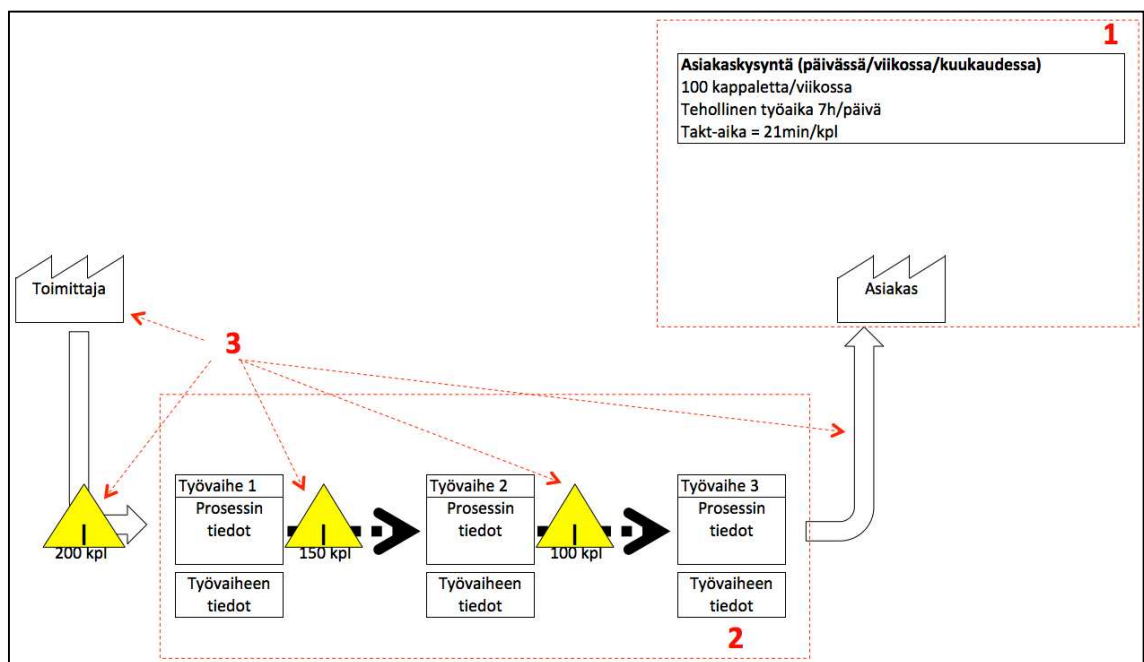 1
Asiakaskysyntä (päivässä/viikossa/kuukaudessa)
100 kappaletta/viikossa
Tehollinen työaika 7h/päivä
Takt-aika = 21min/kpl
Toimittaja
Asiakas
3
Työvaihe 1
Prosessin
tiedot
Työvaihe 2
Prosessin
tiedot
Työvaihe 3
Prosessin
tiedot
I
200 kpl
I
150 kpl
I
100 kpl
Työvaiheen
tiedot
Työvaiheen
tiedot
Työvaiheen
tiedot
2